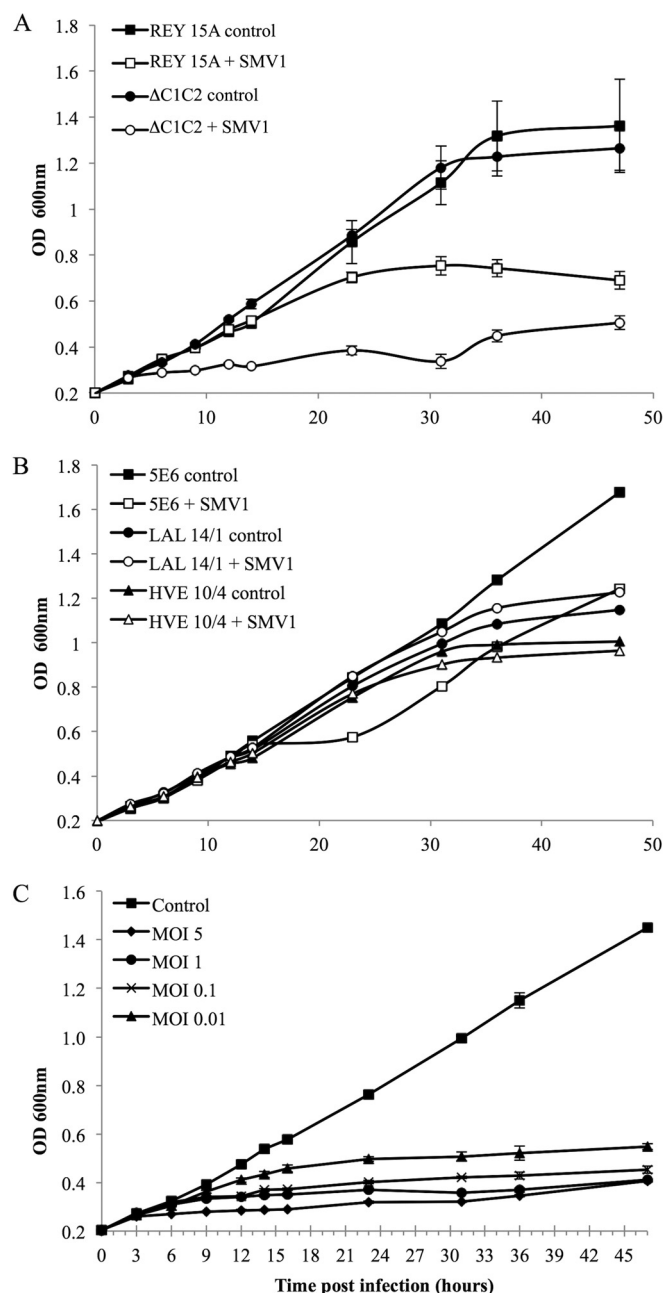 A
REY 15A control
REY 15A + SMV1
ΔC1C2 control
ΔC1C2 + SMV1
OD 600nm
1.8
1.6
1.4
1.2
1
0.8
0.6
0.4
0.2
0 10 20 30 40 50
B
5E6 control
5E6 + SMV1
LAL 14/1 control
LAL 14/1 + SMV1
HVE 10/4 control
HVE 10/4 + SMV1
OD 600nm
1.8
1.6
1.4
1.2
1
0.8
0.6
0.4
0.2
0 10 20 30 40 50
C
Control
MOI 5
MOI 1
MOI 0.1
MOI 0.01
OD 600nm
1.6
1.4
1.2
1.0
0.8
0.6
0.4
0.2
0 3 6 9 12 15 18 21 24 27 30 33 36 39 42 45
Time post infection (hours)